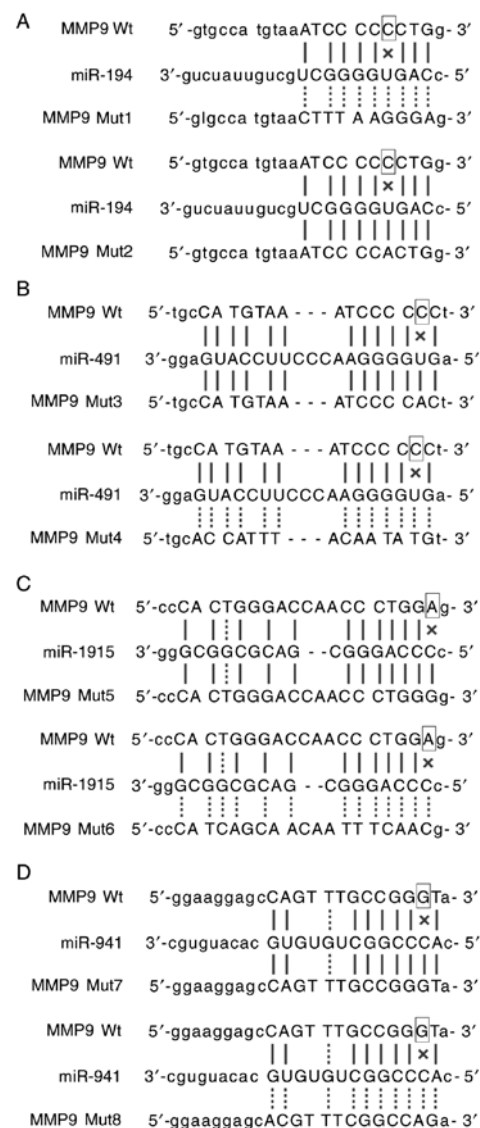 A
MMP9 Wt 5′-gtgcca tgtaaATCC CC CCCTGg- 3′
miR-194 3′-gucuauugucgUCGGGGUGACc- 5′
MMP9 Mut1 5′-glgcca tgtaaCTTT A AGGGAg- 3′
MMP9 Wt 5′-gtgcca tgtaaATCC CC CCCTGg- 3′
miR-194 3′-gucuauugucgUCGGGGUGACc- 5′
MMP9 Mut2 5′-gtgcca tgtaaATCC CCCACTGg- 3′
B
MMP9 Wt 5′-tgcCA TGTAA - - - ATCCC CCCCt- 3′
miR-491 3′-ggaGUACCUUCCCAAGGGGUGa- 5′
MMP9 Mut3 5′-tgcCA TGTAA - - - ATCCC CACt- 3′
MMP9 Wt 5′-tgcCA TGTAA - - - ATCCC CCCt- 3′
miR-491 3′-ggaGUACCUUCCCAAGGGGUGa- 5′
MMP9 Mut4 5′-tgcACCATTT - - - ACAA TA TGt- 3′
C
MMP9 Wt 5′-ccCA CTGGGACCAACC CTGGAg- 3′
miR-1915 3′-ggGCGGCGCAG - -CGGGACCCc- 5′
MMP9 Mut5 5′-ccCA CTGGGACCAACC CTGGGg- 3′
MMP9 Wt 5′-ccCA CTGGGACCAACC CTGGAg- 3′
miR-1915 3′-ggGCGGCGCAG - -CGGGACCCc- 5′
MMP9 Mut6 5′-ccCA TCAGCA ACAA TT TCAACg- 3′
D
MMP9 Wt 5′-ggaaggagcCAGT TTGCCGGGTa- 3′
miR-941 3′-cguguacac GUGUGUCGGCCCAc- 5′
MMP9 Mut7 5′-ggaaggagcCAGT TTGCCGGGTa- 3′
MMP9 Wt 5′-ggaaggagcCAGT TTGCCGGGTa- 3′
miR-941 3′-cguguacac GUGUGUCGGCCCAc- 5′
MMP9 Mut8 5′-ggaaggagcACGT TTCGGCCAGa- 3′